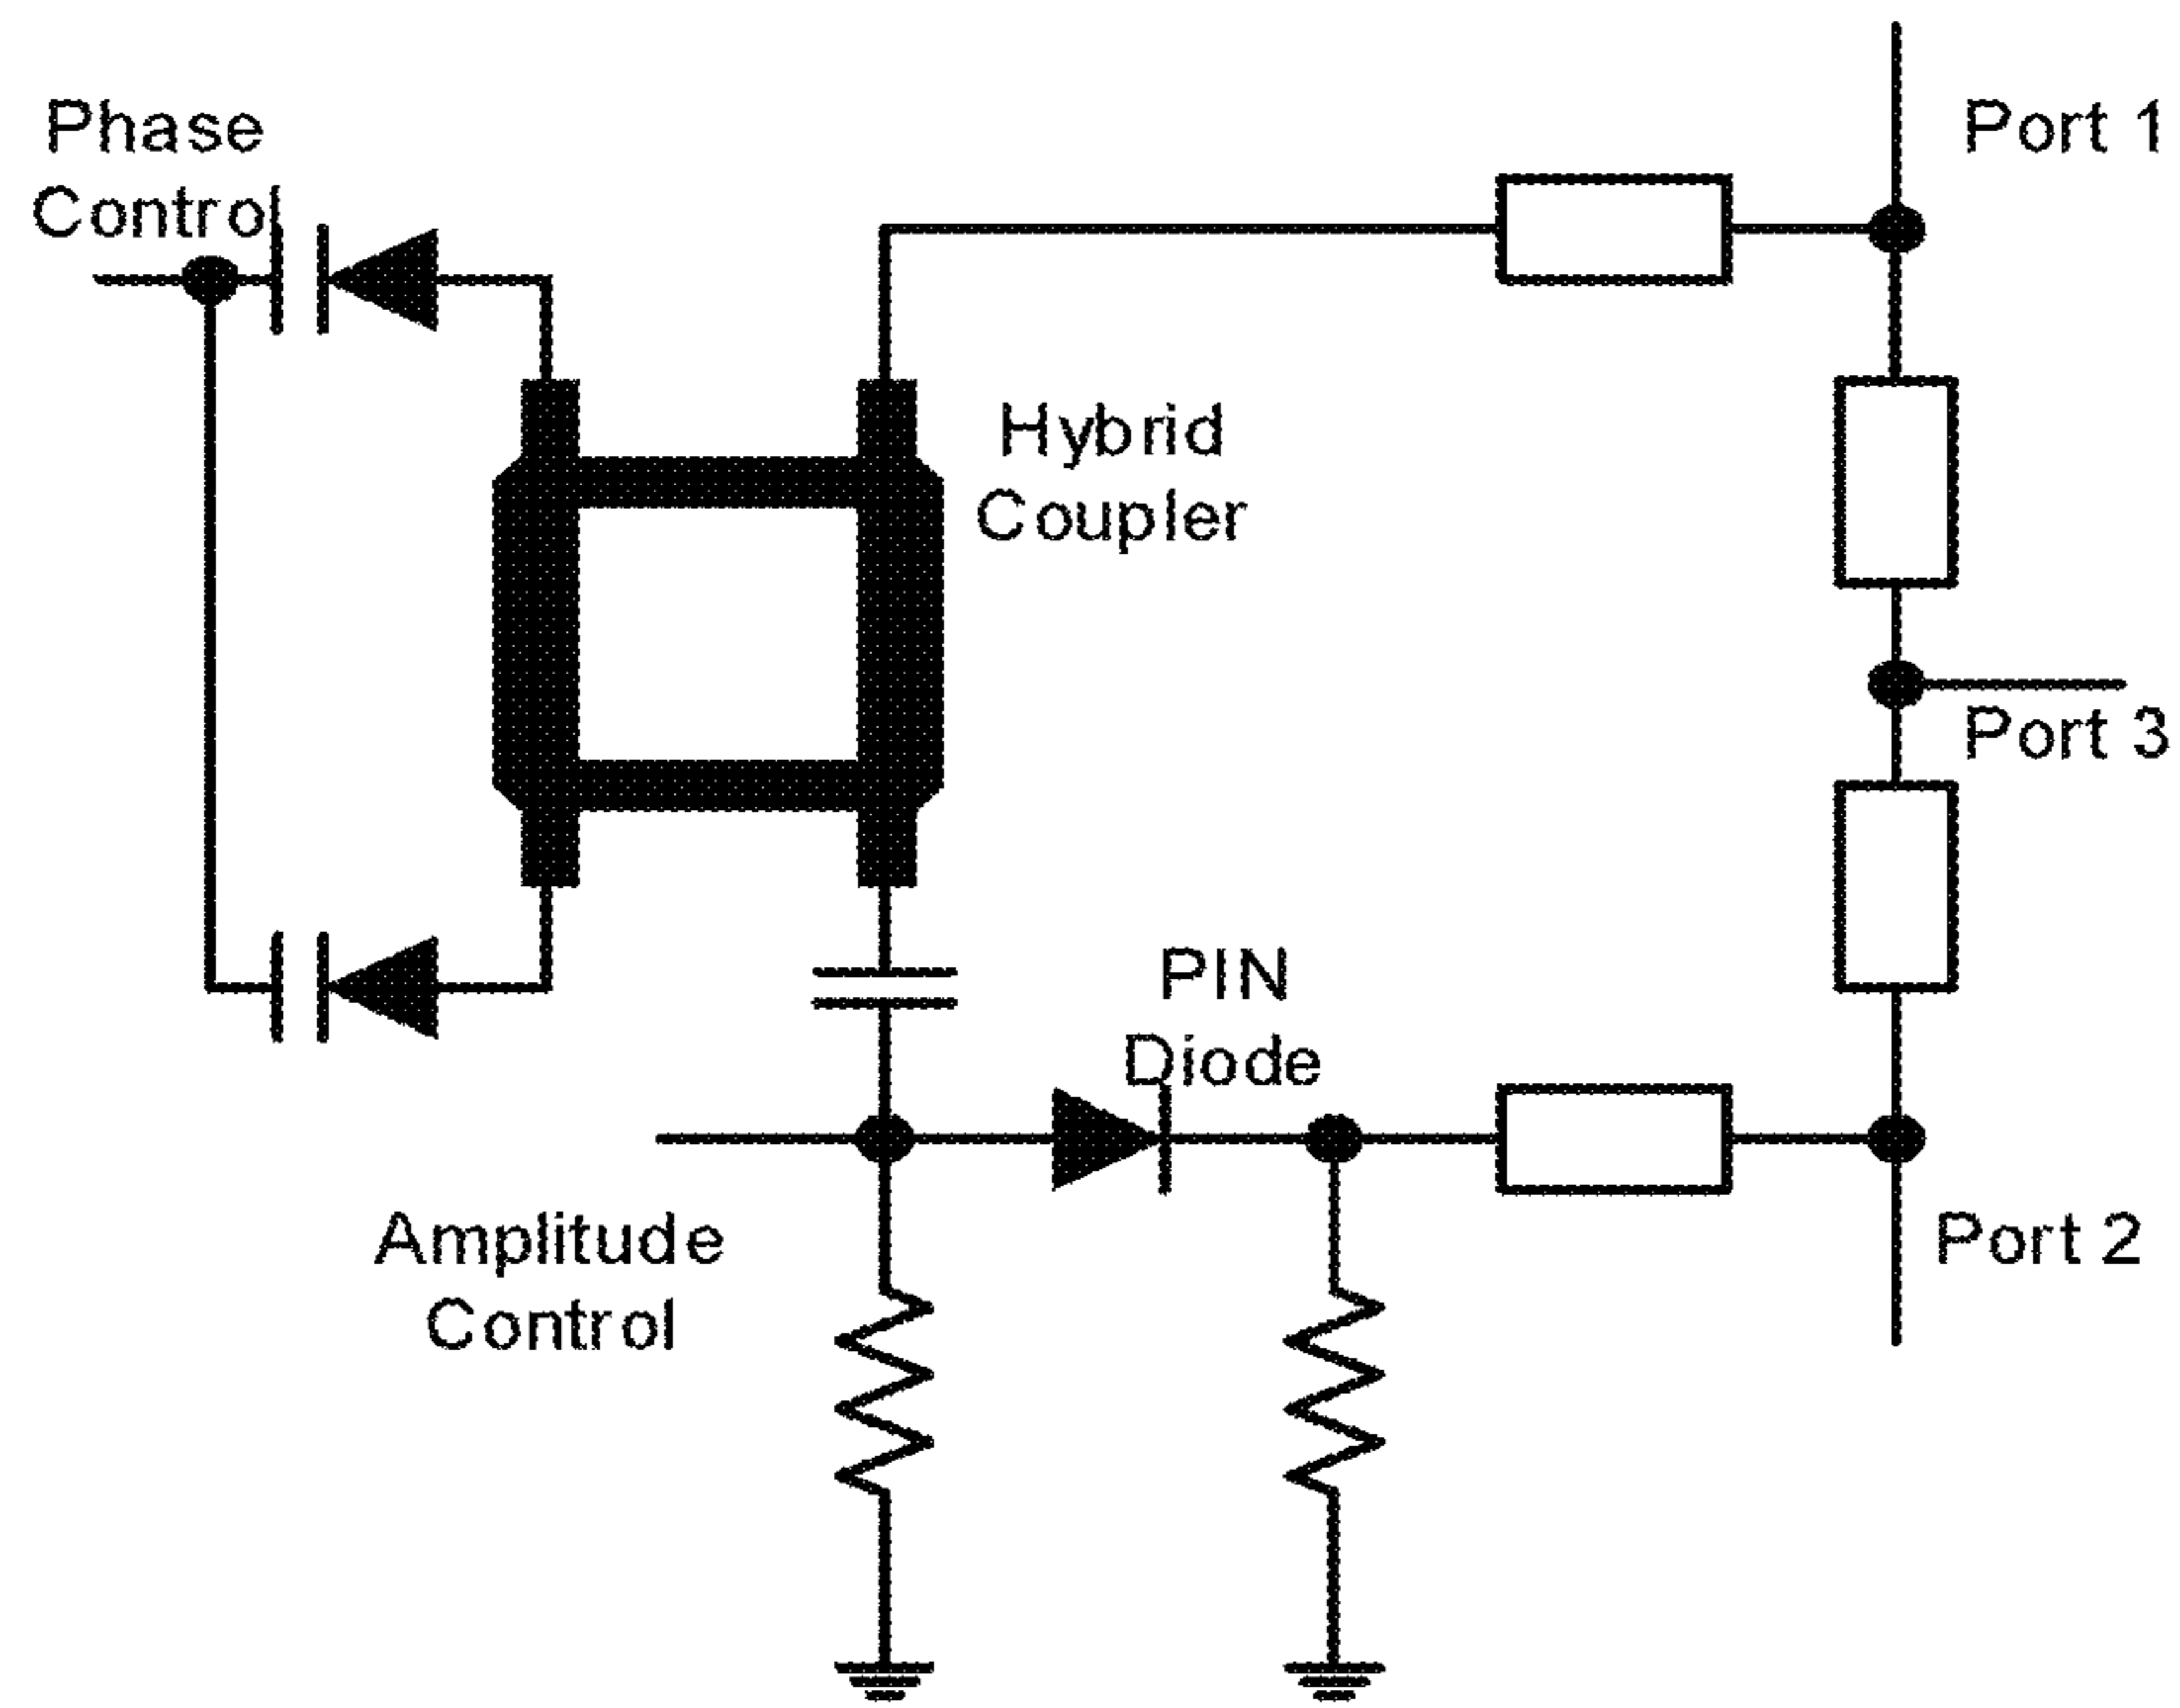 Phase
Control
Port 1
Hybrid
Coupler
Port 3
PIN
Diode
Amplitude
Control
Port 2